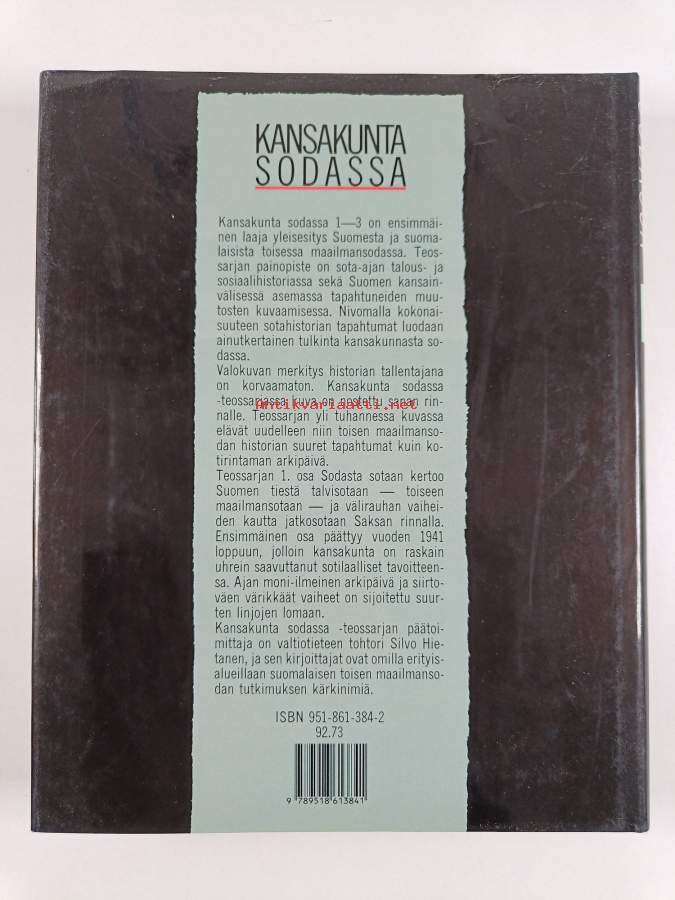 KANSAKUNTA
SODASSA
Kansakunta sodassa 1—3 on ensimmäi-
nen laaja yleisesitys Suomesta ja suoma-
laisista toisessa maailmansodassa. Teos-
sarjan painopiste on sota-ajan talous- ja
sosiaalihistoriassa sekä Suomen kansain-
välisessä asemassa tapahtuneiden muu-
tosten kuvaamisessa. Nivomalla kokonai-
suuteen sotahistorian tapahtumat luodaan
ainutkertainen tulkinta kansakunnasta so-
dassa.
Valokuvan merkitys historian tallentajana
on korvaamaton. Kansakunta sodassa
-teossarjassa kuva on nostettu sanan rin-
Antikvariaatti.net
nalle. Teossarjan yli tuhannessa kuvassa
elävät uudelleen niin toisen maailmanso-
dan historian suuret tapahtumat kuin ko-
tirintaman arkipäivä.
Teossarjan 1. osa Sodasta sotaan kertoo
Suomen tiestä talvisotaan — toiseen
maailmansotaan — ja välirauhan vaihei-
den kautta jatkosotaan Saksan rinnalla.
Ensimmäinen osa päättyy vuoden 1941
loppuun, jolloin kansakunta on raskain
uhrein saavuttanut sotilaalliset tavoitteen-
sa. Ajan moni-ilmeinen arkipäivä ja siirto-
väen värikkäät vaiheet on sijoitettu suur-
ten linjojen lomaan.
Kansakunta sodassa -teossarjan päätoi-
mittaja on valtiotieteen tohtori Silvo Hie-
tanen, ja sen kirjoittajat ovat omilla erityis-
alueillaan suomalaisen toisen maailmanso-
dan tutkimuksen kärkinimiä.
ISBN 951-861-384-2
92.73
9 789518 613841